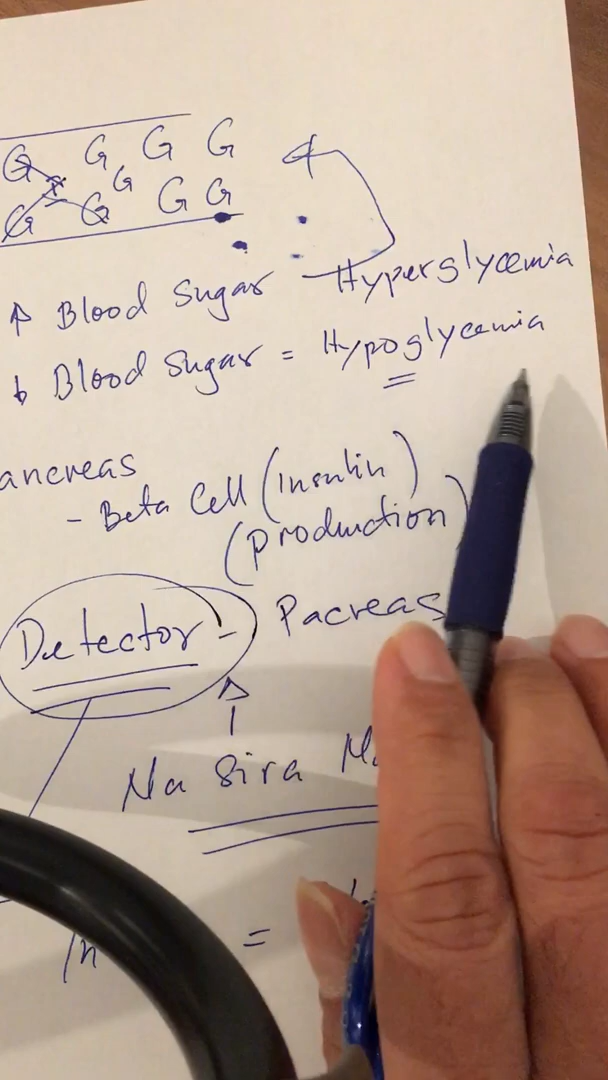 G G G G
G
G G G G
↑ Blood Sugar - Hyperglycemia
↓ Blood Sugar = Hypoglycemia
ancreas
- Beta Cell (Insulin)
(Production)
Detector - Pacreas
Na Sira
=